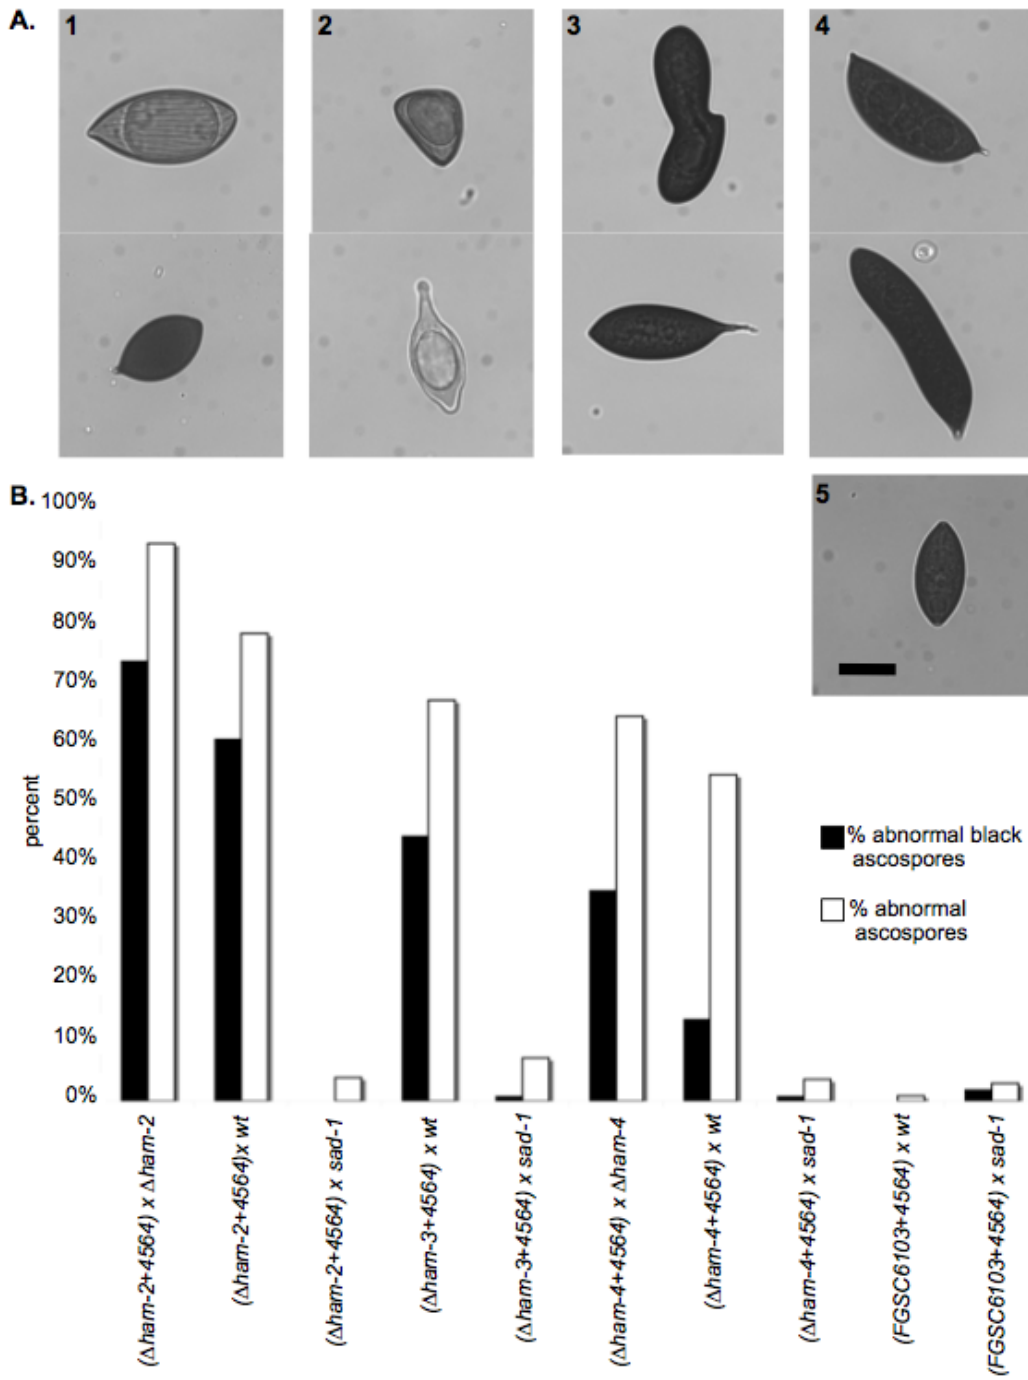 A.
1
2
3
4
B.
5
100%
90%
80%
70%
60%
50%
40%
30%
20%
10%
0%
percent
% abnormal black
ascospores
% abnormal
ascospores
(Δham-2+4564) x Δham-2
(Δham-2+4564)x wt
(Δham-2+4564) x sad-1
(Δham-3+4564) x wt
(Δham-3+4564) x sad-1
(Δham-4+4564) x Δham-4
(Δham-4+4564) x wt
(Δham-4+4564) x sad-1
(FGSC6103+4564) x wt
(FGSC6103+4564) x sad-1